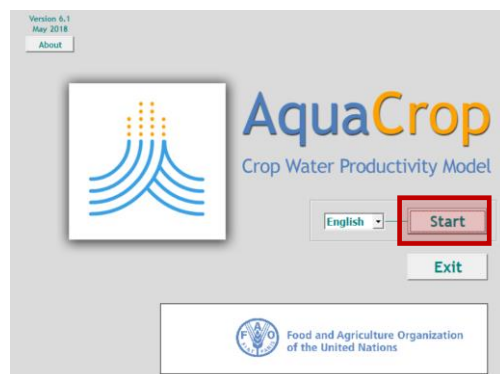 Version 6.1
May 2018
About
AquaCrop
Crop Water Productivity Model
English
Start
Exit
Food and Agriculture Organization
of the United Nations